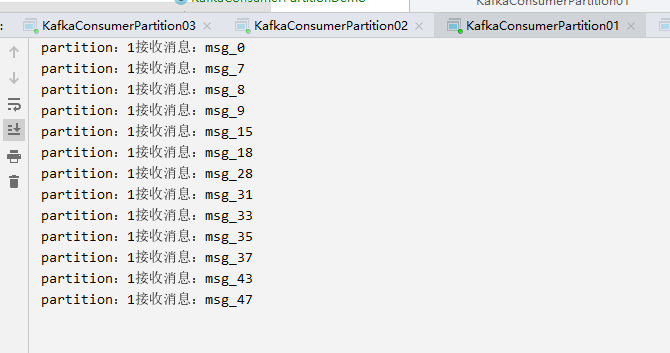 KafkaConsumerPartitionDemo
KafkaConsumerPartition01
KafkaConsumerPartition03 × KafkaConsumerPartition02 × KafkaConsumerPartition01 ×
partition：1接收消息：msg_0
partition：1接收消息：msg_7
partition：1接收消息：msg_8
partition：1接收消息：msg_9
partition：1接收消息：msg_15
partition：1接收消息：msg_18
partition：1接收消息：msg_28
partition：1接收消息：msg_31
partition：1接收消息：msg_33
partition：1接收消息：msg_35
partition：1接收消息：msg_37
partition：1接收消息：msg_43
partition：1接收消息：msg_47